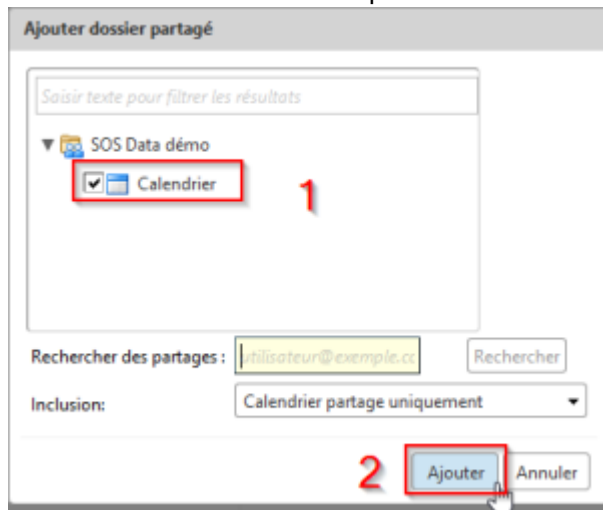 Ajouter dossier partagé
Saisir texte pour filtrer les résultats
SOS Data démo
Calendrier
1
Rechercher des partages :
utilisateur@exemple.cc
Rechercher
Inclusion:
Calendrier partage uniquement
2
Ajouter
Annuler